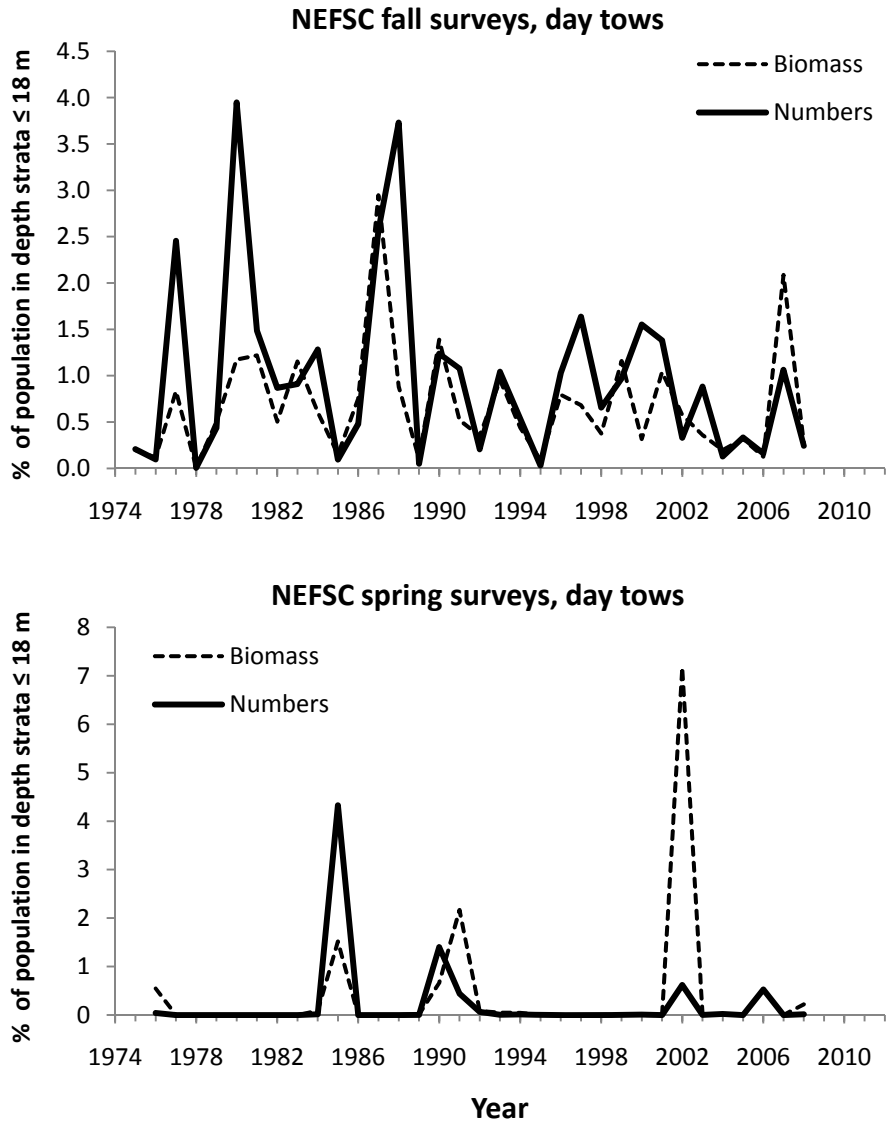 NEFSC fall surveys, day tows
% of population in depth strata ≤ 18 m
4.5
4.0
3.5
3.0
2.5
2.0
1.5
1.0
0.5
0.0
Biomass
Numbers
1974 1978 1982 1986 1990 1994 1998 2002 2006 2010
NEFSC spring surveys, day tows
% of population in depth strata ≤ 18 m
8
7
6
5
4
3
2
1
0
Biomass
Numbers
1974 1978 1982 1986 1990 1994 1998 2002 2006 2010
Year